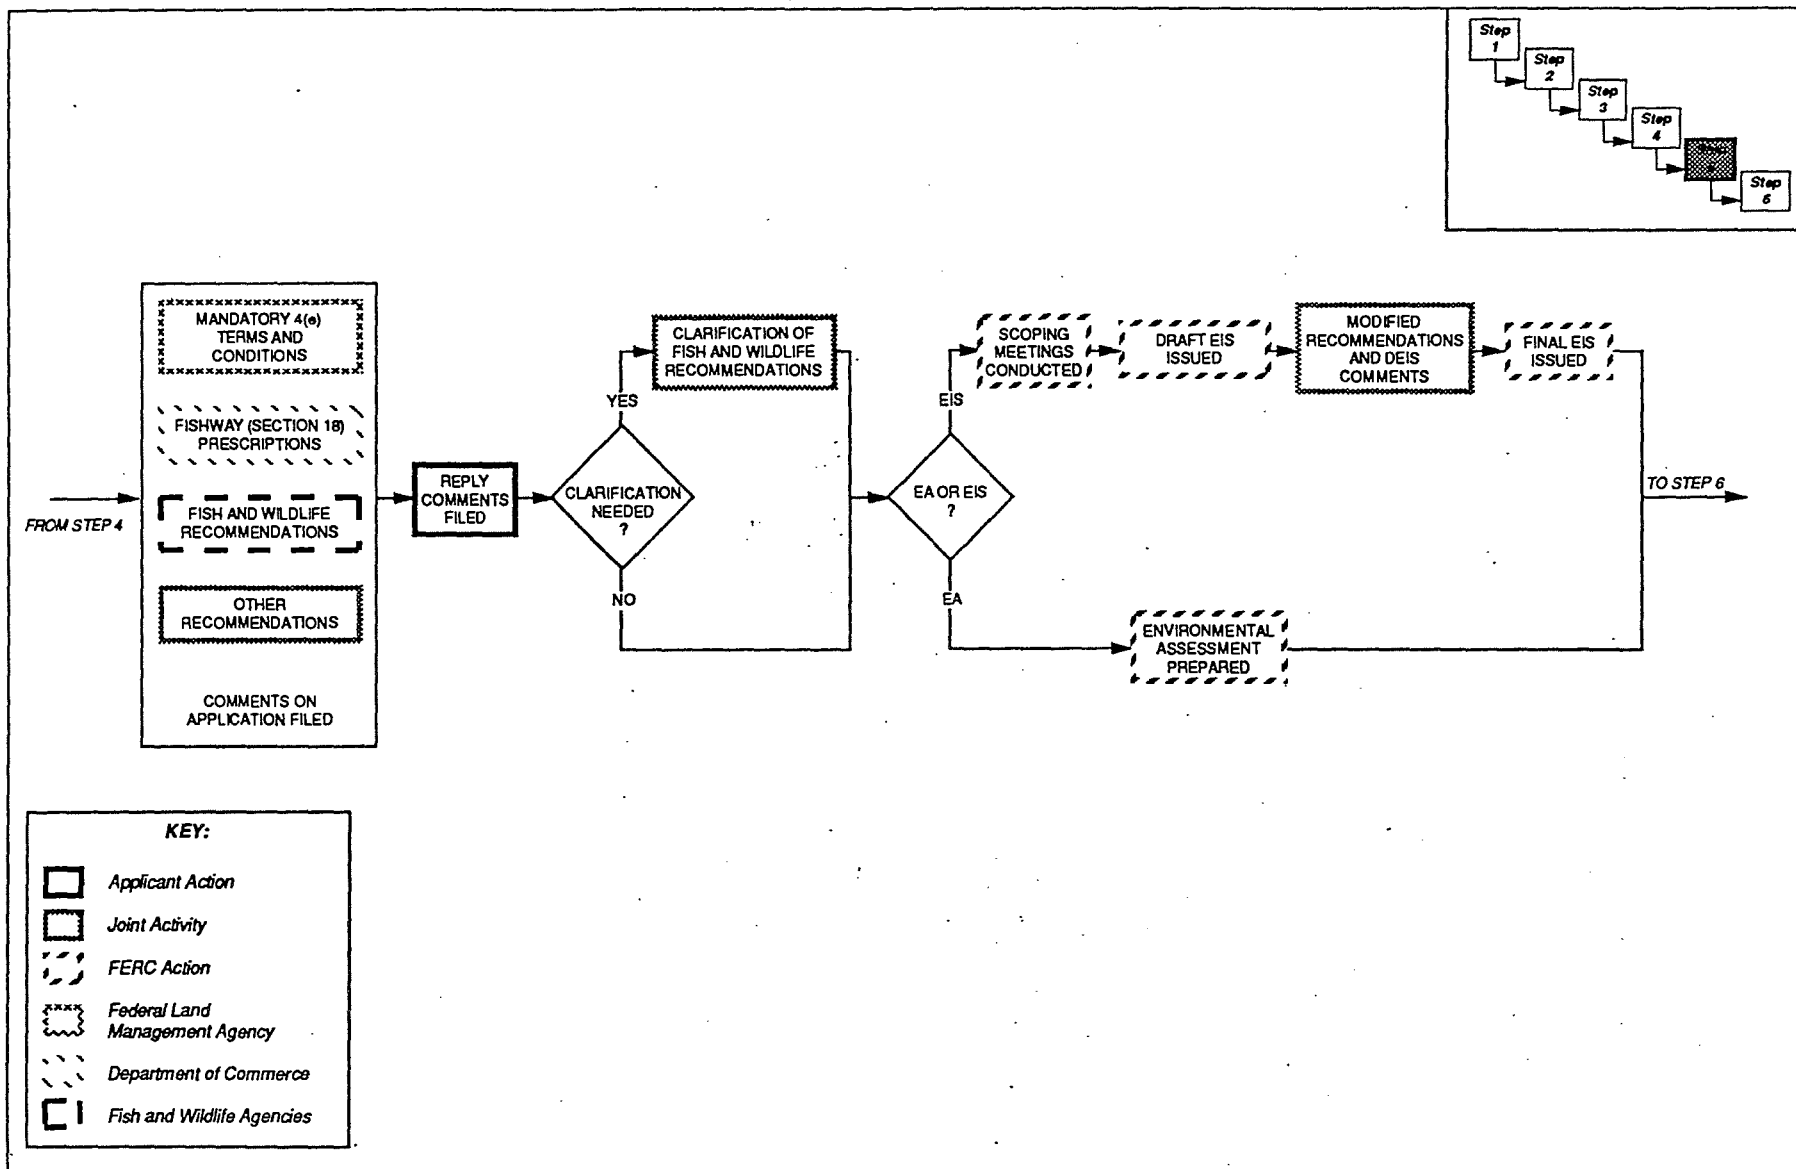 Step
1
Step
2
Step
3
Step
4
Step
6
MANDATORY 4(e)
TERMS AND
CONDITIONS
FISHWAY (SECTION 18)
PRESCRIPTIONS
FISH AND WILDLIFE
RECOMMENDATIONS
OTHER
RECOMMENDATIONS
COMMENTS ON
APPLICATION FILED
FROM STEP 4
REPLY
COMMENTS
FILED
CLARIFICATION
NEEDED
?
YES
NO
CLARIFICATION OF
FISH AND WILDLIFE
RECOMMENDATIONS
EA OR EIS
?
EIS
EA
SCOPING
MEETINGS
CONDUCTED
DRAFT EIS
ISSUED
MODIFIED
RECOMMENDATIONS
AND DEIS
COMMENTS
FINAL EIS
ISSUED
ENVIRONMENTAL
ASSESSMENT
PREPARED
TO STEP 6
KEY:
Applicant Action
Joint Activity
FERC Action
Federal Land
Management Agency
Department of Commerce
Fish and Wildlife Agencies